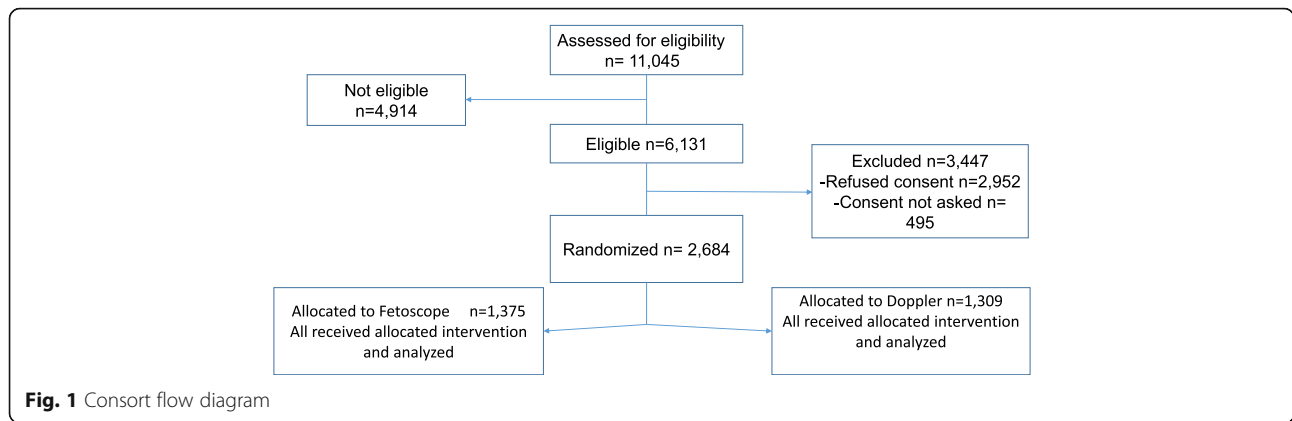 Assessed for eligibility
n= 11,045
Not eligible
n=4,914
Eligible n=6,131
Excluded n=3,447
-Refused consent n=2,952
-Consent not asked n=
495
Randomized n= 2,684
Allocated to Fetoscope n=1,375
All received allocated intervention
and analyzed
Allocated to Doppler n=1,309
All received allocated intervention
and analyzed
Fig. 1 Consort flow diagram